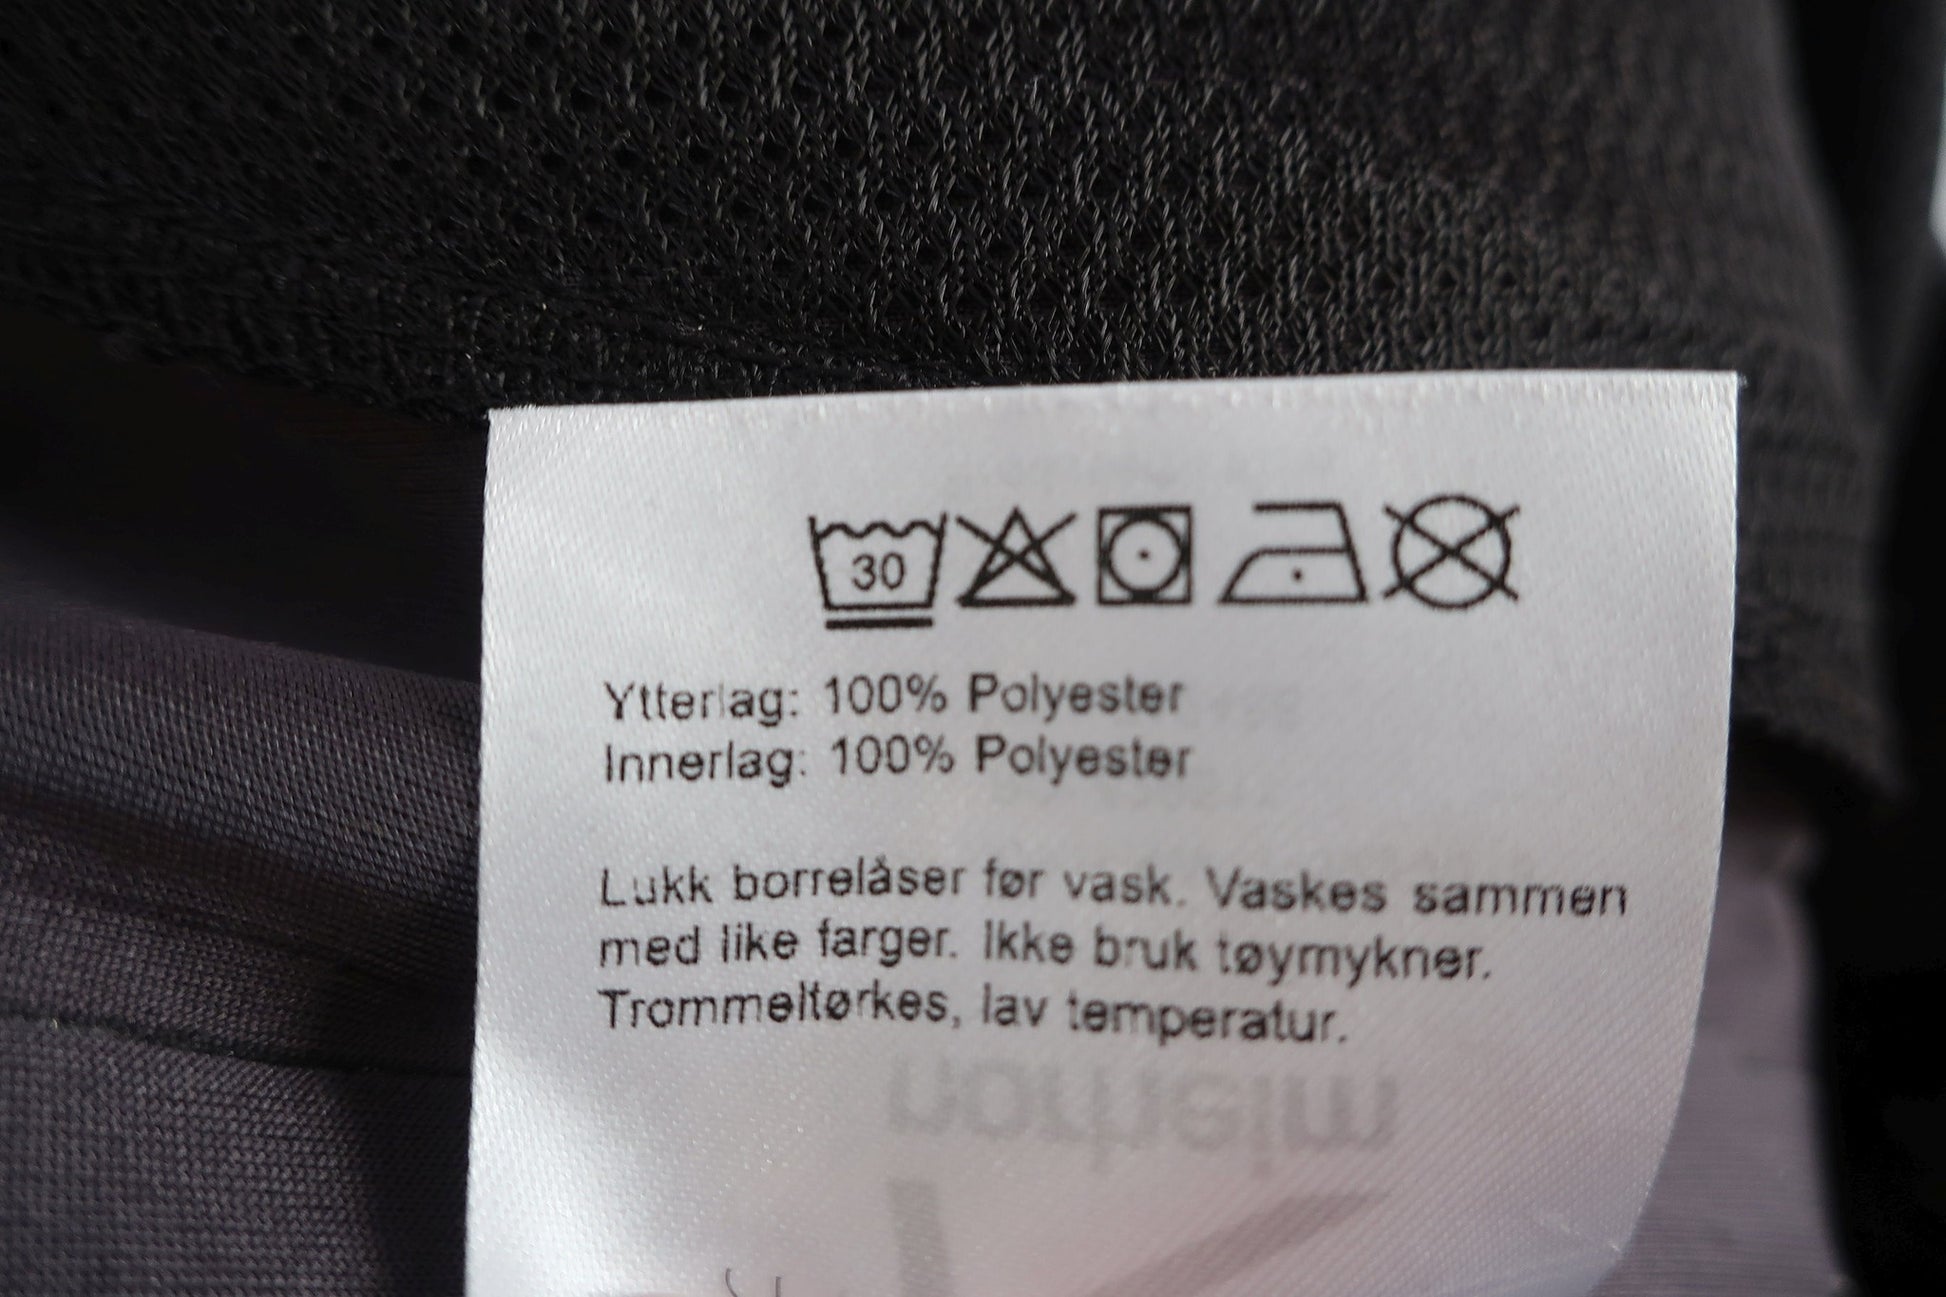 30
Ytterlag: 100% Polyester
Innerlag: 100% Polyester
Lukk borrelåser før vask. Vaskes sammen
med like farger. Ikke bruk tøymykner.
Trommeltørkes, lav temperatur.
norheim